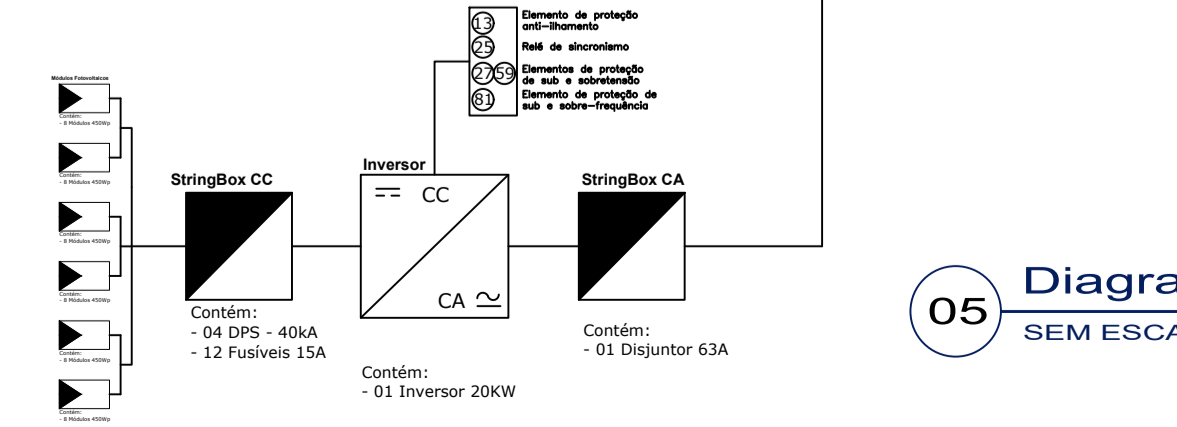 13
Elemento de proteção
anti-ilhamento
25
Relé de sincronismo
27 59
Elementos de proteção
de sub e sobretensão
81
Elemento de proteção de
sub e sobre-frequência
Módulos Fotovoltaicos
Contém:
- 8 Módulos 450Wp
Contém:
- 8 Módulos 450Wp
Contém:
- 8 Módulos 450Wp
Contém:
- 8 Módulos 450Wp
Contém:
- 8 Módulos 450Wp
Contém:
- 8 Módulos 450Wp
StringBox CC
Contém:
- 04 DPS - 40kA
- 12 Fusíveis 15A
Inversor
CC
CA
Contém:
- 01 Inversor 20KW
StringBox CA
Contém:
- 01 Disjuntor 63A
05
Diagra
SEM ESCA